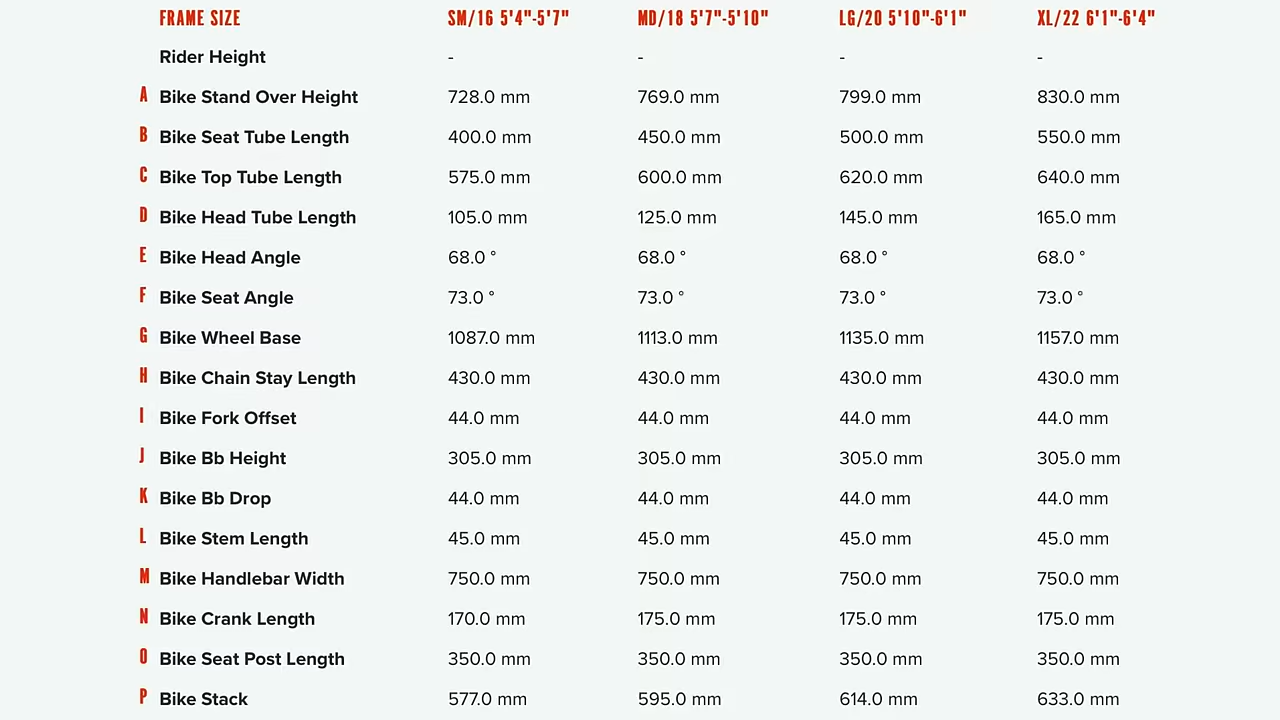 FRAME SIZE SM/16 5'4"-5'7" MD/18 5'7"-5'10" LG/20 5'10"-6'1" XL/22 6'1"-6'4"
Rider Height - - - -
A Bike Stand Over Height 728.0 mm 769.0 mm 799.0 mm 830.0 mm
B Bike Seat Tube Length 400.0 mm 450.0 mm 500.0 mm 550.0 mm
C Bike Top Tube Length 575.0 mm 600.0 mm 620.0 mm 640.0 mm
D Bike Head Tube Length 105.0 mm 125.0 mm 145.0 mm 165.0 mm
E Bike Head Angle 68.0 ° 68.0 ° 68.0 ° 68.0 °
F Bike Seat Angle 73.0 ° 73.0 ° 73.0 ° 73.0 °
G Bike Wheel Base 1087.0 mm 1113.0 mm 1135.0 mm 1157.0 mm
H Bike Chain Stay Length 430.0 mm 430.0 mm 430.0 mm 430.0 mm
I Bike Fork Offset 44.0 mm 44.0 mm 44.0 mm 44.0 mm
J Bike Bb Height 305.0 mm 305.0 mm 305.0 mm 305.0 mm
K Bike Bb Drop 44.0 mm 44.0 mm 44.0 mm 44.0 mm
L Bike Stem Length 45.0 mm 45.0 mm 45.0 mm 45.0 mm
M Bike Handlebar Width 750.0 mm 750.0 mm 750.0 mm 750.0 mm
N Bike Crank Length 170.0 mm 175.0 mm 175.0 mm 175.0 mm
O Bike Seat Post Length 350.0 mm 350.0 mm 350.0 mm 350.0 mm
P Bike Stack 577.0 mm 595.0 mm 614.0 mm 633.0 mm